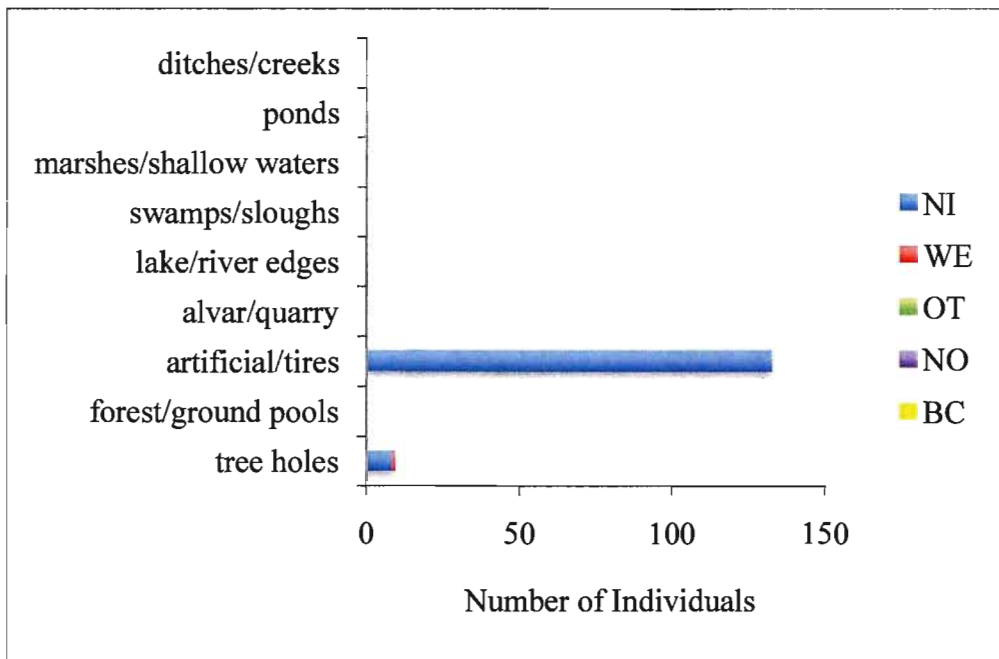 ditches/creeks
ponds
marshes/shallow waters
swamps/sloughs
lake/river edges
alvar/quarry
artificial/tires
forest/ground pools
tree holes
0 50 100 150
Number of Individuals
NI
WE
OT
NO
BC